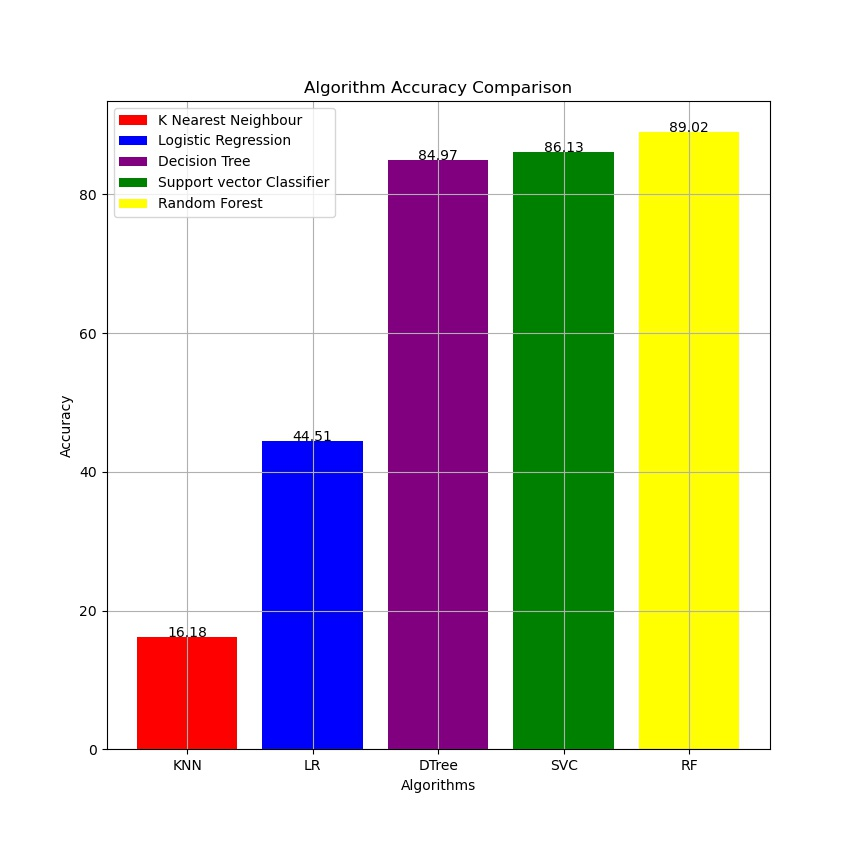 Algorithm Accuracy Comparison
K Nearest Neighbour
Logistic Regression
Decision Tree
Support vector Classifier
Random Forest
89.02
86.13
84.97
44.51
16.18
80
60
40
20
0
Accuracy
KNN LR DTree SVC RF
Algorithms